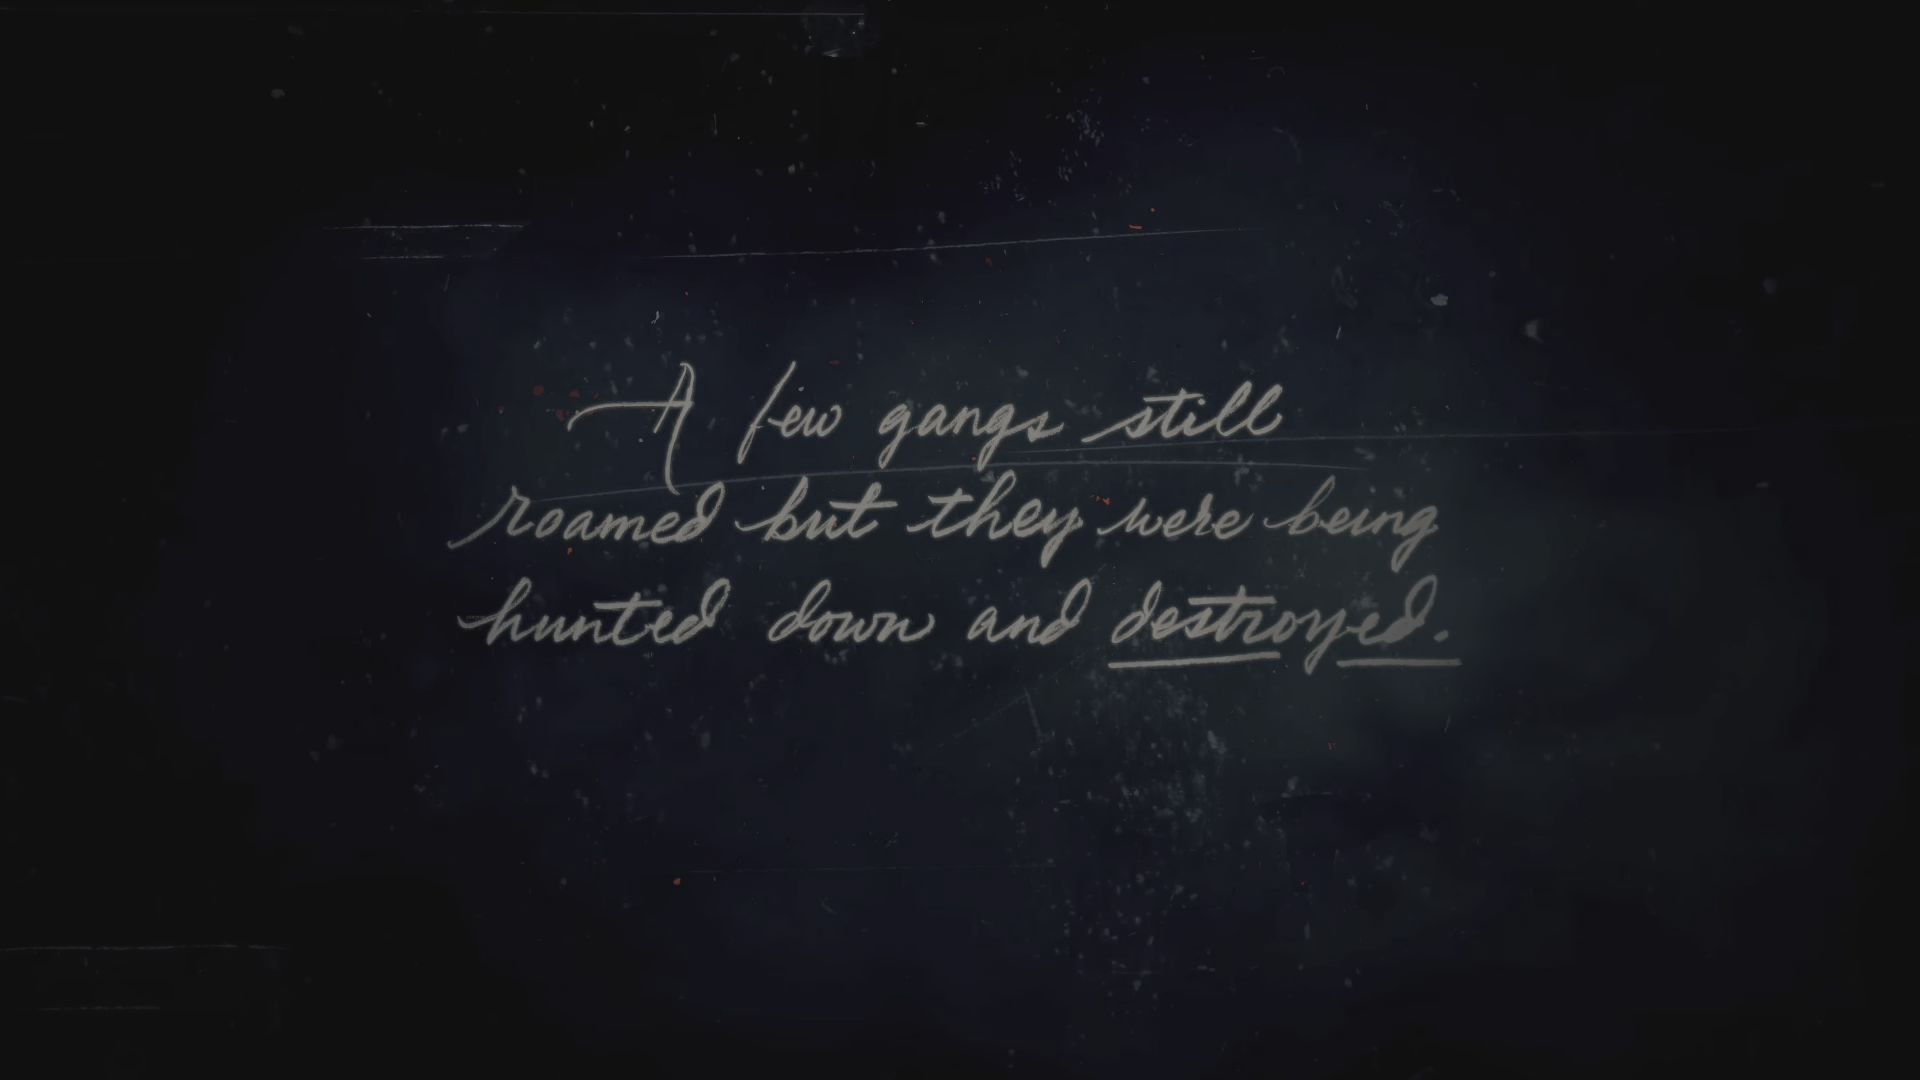 A few gangs still
roamed but they were being
hunted down and destroyed.